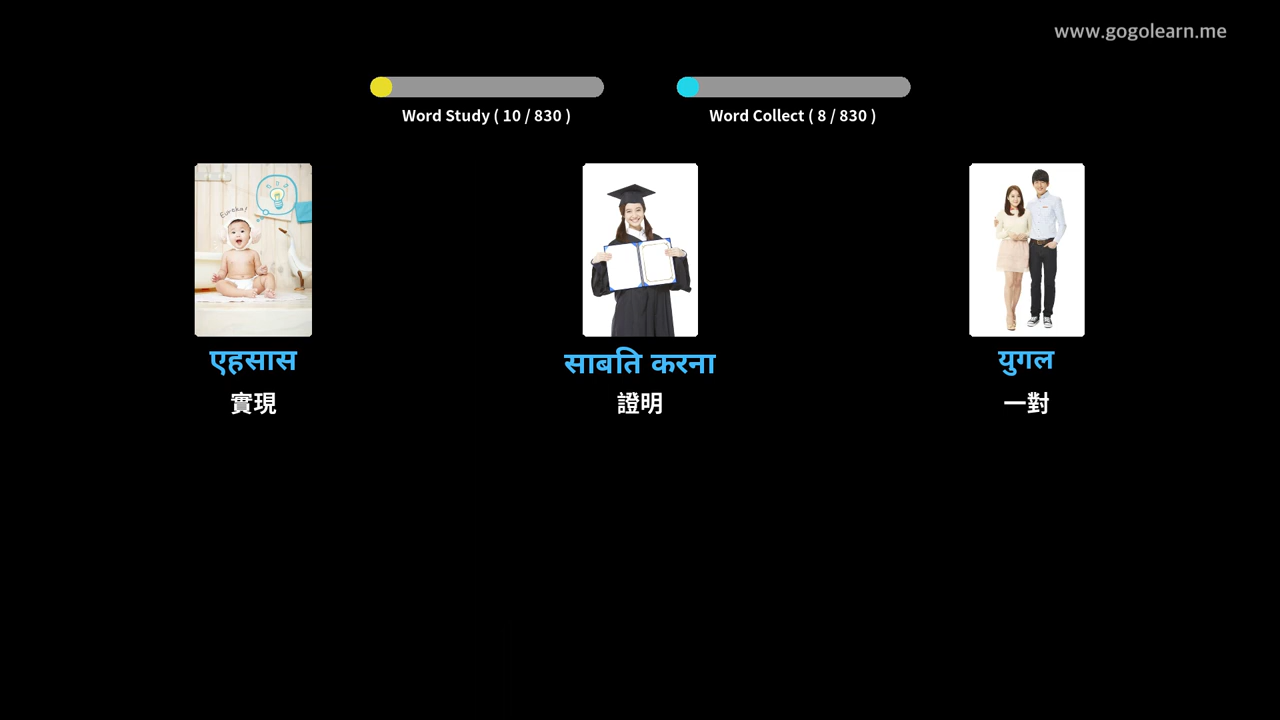 www.gogolearn.me
Word Study ( 10 / 830 )
Word Collect ( 8 / 830 )
Eureka!
एहसास
साबति करना
युगल
實現
證明
一對